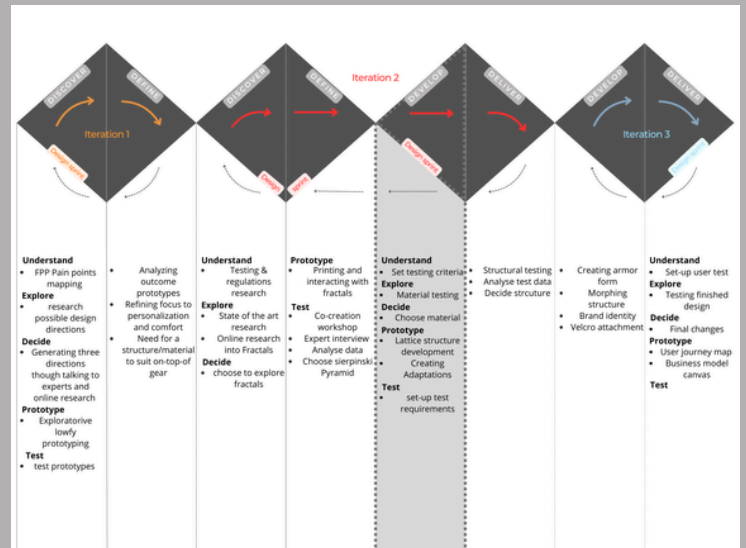 DISCOVER
DEFINE
Iteration 1
Design sprint
DISCOVER
DEFINE
Iteration 2
Design
sprint
DEVELOP
DELIVER
Design sprint
DEVELOP
DELIVER
Iteration 3
Design sprint
Understand
FPP Pain points
mapping
Explore
research
possible design
directions
Decide
Generating three
directions
though talking to
experts and
online research
Prototype
Exploratorive
lowfy
prototyping
Test
test prototypes
Analyzing
outcome
prototypes
Refining focus to
personalization
and comfort
Need for a
structure/material
to suit on-top-of
gear
Understand
Testing &
regulations
research
Explore
State of the art
research
Online research
into Fractals
Decide
choose to explore
fractals
Prototype
Printing and
interacting with
fractals
Test
Co-creation
workshop
Expert interview
Analyse data
Choose sierpinski
Pyramid
Understand
Set testing criteria
Explore
Material testing
Decide
Choose material
Prototype
Lattice structure
development
Creating
Adaptations
Test
set-up test
requirements
Structural testing
Analyse test data
Decide strcuture
Creating armor
form
Morphing
structure
Brand identity
Velcro attachment
Understand
Set-up user test
Explore
Testing finished
design
Decide
Final changes
Prototype
User journey map
Business model
canvas
Test